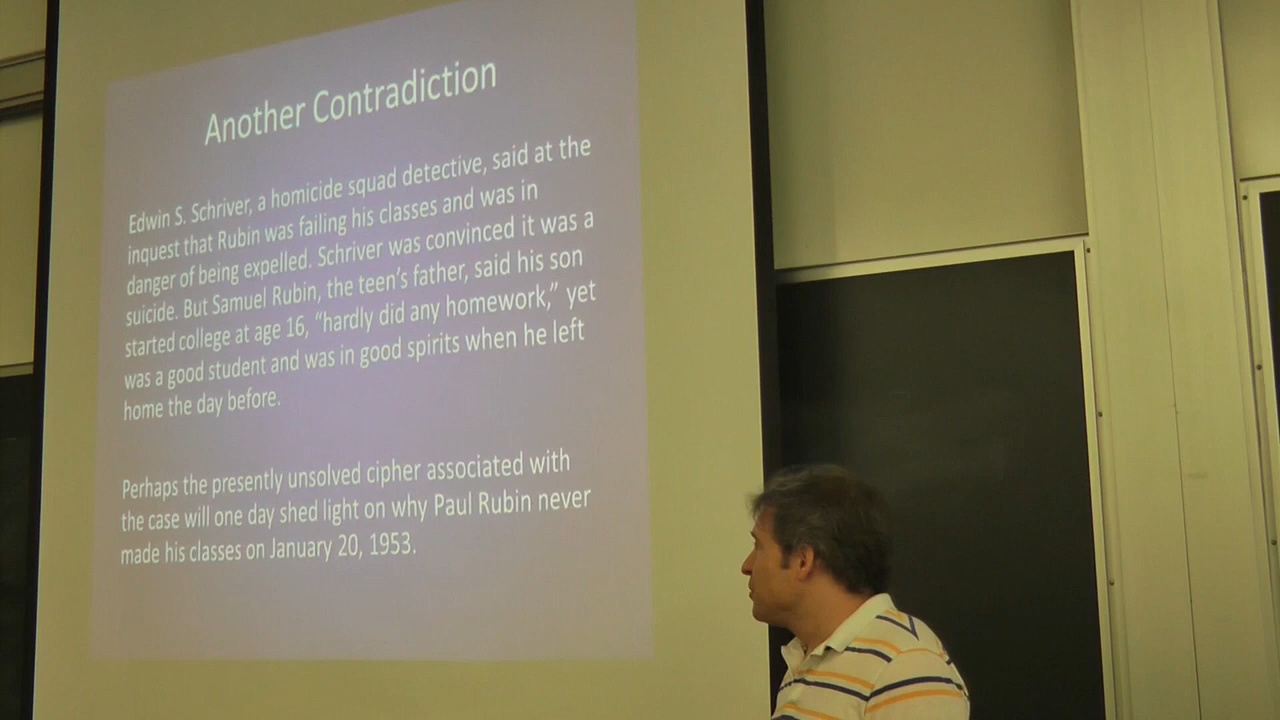 Another Contradiction
Edwin S. Schriver, a homicide squad detective, said at the
inquest that Rubin was failing his classes and was in
danger of being expelled. Schriver was convinced it was a
suicide. But Samuel Rubin, the teen’s father, said his son
started college at age 16, “hardly did any homework,” yet
was a good student and was in good spirits when he left
home the day before.
Perhaps the presently unsolved cipher associated with
the case will one day shed light on why Paul Rubin never
made his classes on January 20, 1953.